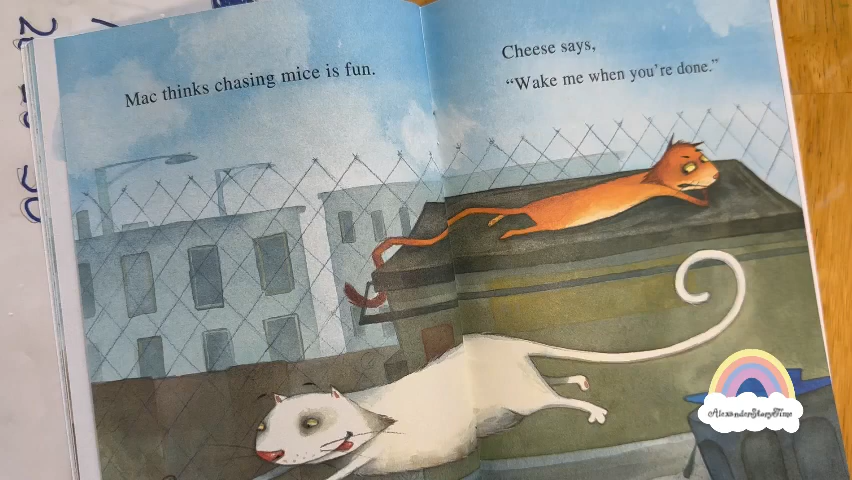 Mac thinks chasing mice is fun.
Cheese says,
“Wake me when you’re done.”
AlexanderStoryTime